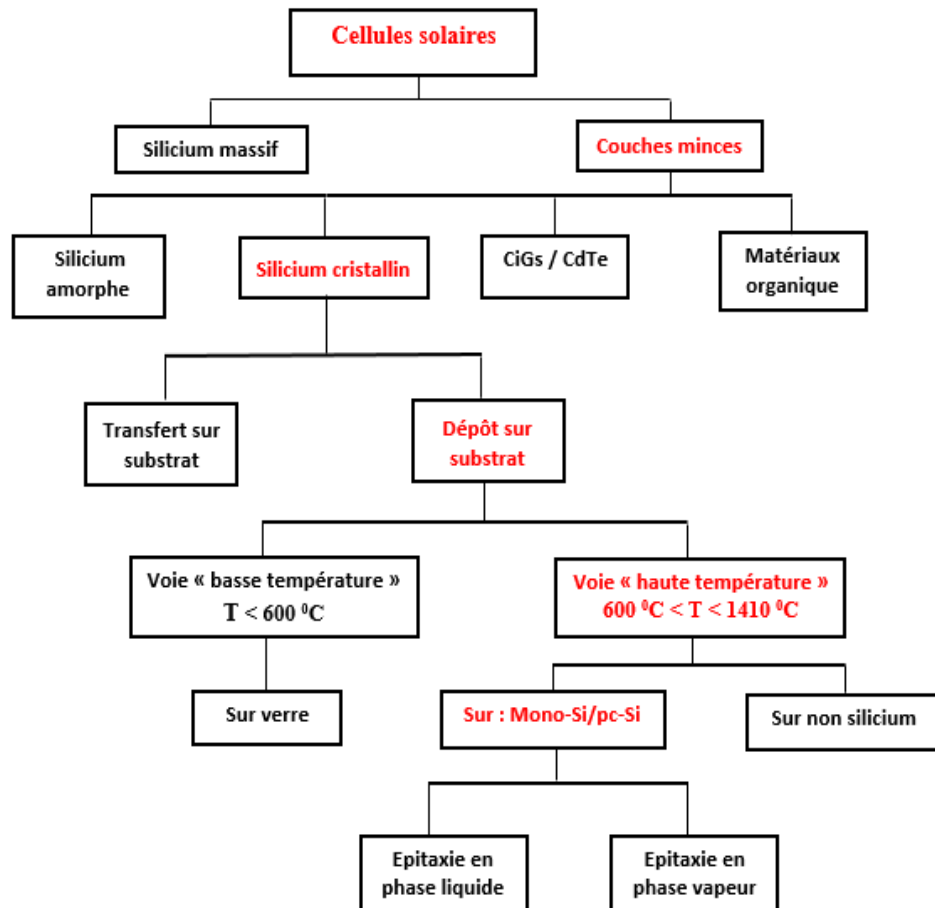 Cellules solaires
Silicium massif
Couches minces
Silicium
amorphe
Silicium cristallin
CiGs / CdTe
Matériaux
organique
Transfert sur
substrat
Dépôt sur
substrat
Voie « basse température »
T < 600 ⁰C
Voie « haute température »
600 ⁰C < T < 1410 ⁰C
Sur verre
Sur : Mono-Si/pc-Si
Sur non silicium
Epitaxie en
phase liquide
Epitaxie en
phase vapeur